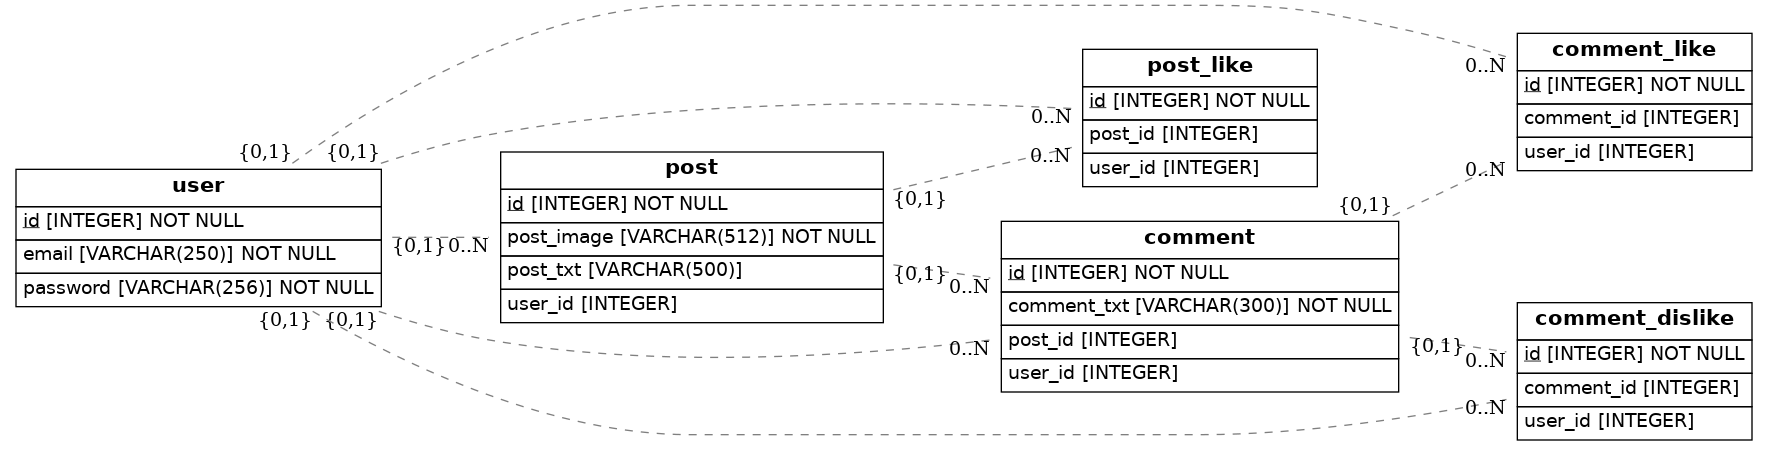 user
id [INTEGER] NOT NULL
email [VARCHAR(250)] NOT NULL
password [VARCHAR(256)] NOT NULL
{0,1}
{0,1}
{0,1}
0..N
{0,1}
{0,1}
post
id [INTEGER] NOT NULL
post_image [VARCHAR(512)] NOT NULL
post_txt [VARCHAR(500)]
user_id [INTEGER]
{0,1}
{0,1}
0..N
0..N
post_like
id [INTEGER] NOT NULL
post_id [INTEGER]
user_id [INTEGER]
0..N
0..N
comment
id [INTEGER] NOT NULL
comment_txt [VARCHAR(300)] NOT NULL
post_id [INTEGER]
user_id [INTEGER]
{0,1}
{0,1}
0..N
0..N
comment_like
id [INTEGER] NOT NULL
comment_id [INTEGER]
user_id [INTEGER]
0..N
0..N
comment_dislike
id [INTEGER] NOT NULL
comment_id [INTEGER]
user_id [INTEGER]